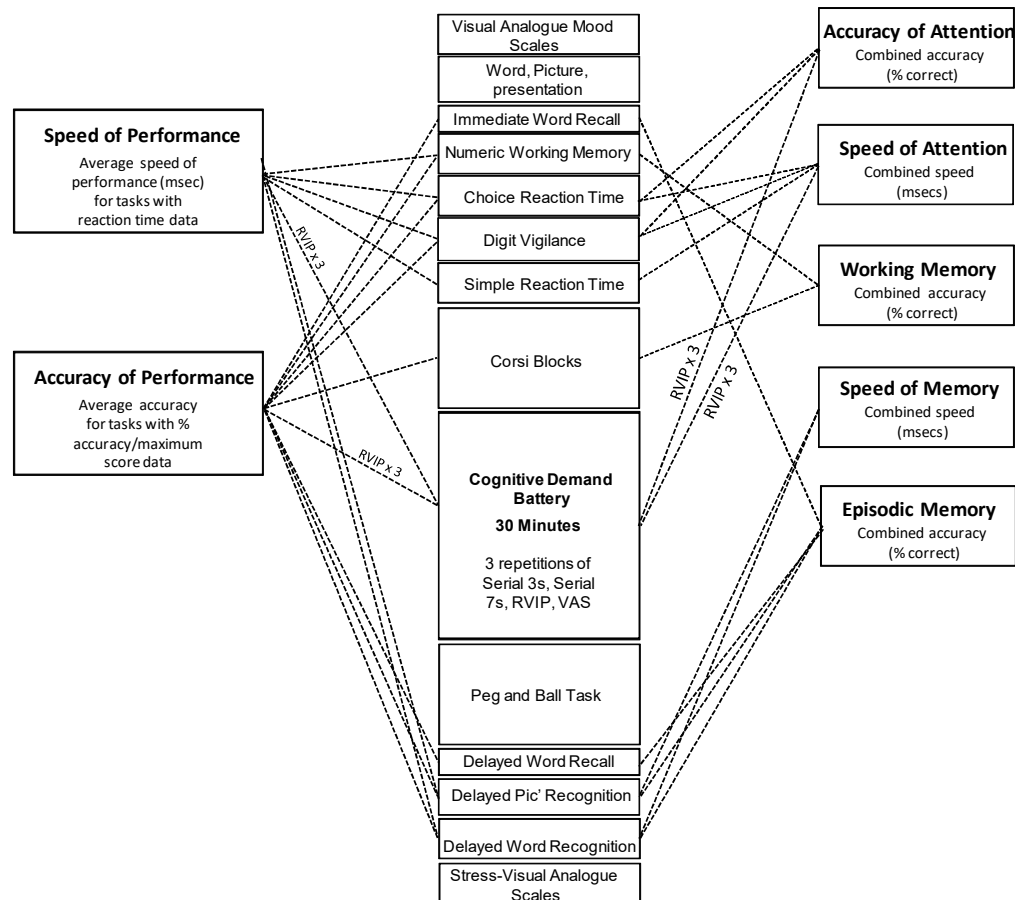 Speed of Performance
Average speed of
performance (msec)
for tasks with
reaction time data
Accuracy of Performance
Average accuracy
for tasks with %
accuracy/maximum
score data
RVIP x 3
RVIP x 3
Visual Analogue Mood
Scales
Word, Picture,
presentation
Immediate Word Recall
Numeric Working Memory
Choice Reaction Time
Digit Vigilance
Simple Reaction Time
Corsi Blocks
Cognitive Demand
Battery
30 Minutes
3 repetitions of
Serial 3s, Serial
7s, RVIP, VAS
Peg and Ball Task
Delayed Word Recall
Delayed Pic' Recognition
Delayed Word Recognition
Stress-Visual Analogue
Scales
RVIP x 3
RVIP x 3
Accuracy of Attention
Combined accuracy
(% correct)
Speed of Attention
Combined speed
(msecs)
Working Memory
Combined accuracy
(% correct)
Speed of Memory
Combined speed
(msecs)
Episodic Memory
Combined accuracy
(% correct)